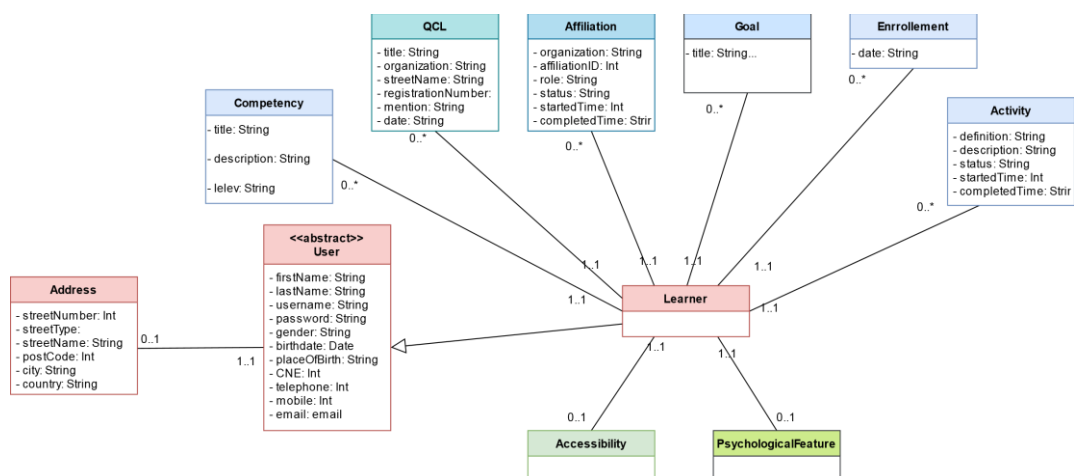 QCL
- title: String
- organization: String
- streetName: String
- registrationNumber:
- mention: String
- date: String
0..*
1..1
Affiliation
- organization: String
- affiliationID: Int
- role: String
- status: String
- startedTime: Int
- completedTime: Strir
0..*
1..1
Goal
- title: String...
0..*
1..1
Enrrollement
- date: String
0..*
1..1
Competency
- title: String
- description: String
- lelev: String
0..*
1..1
Activity
- definition: String
- description: String
- status: String
- startedTime: Int
- completedTime: Strir
0..*
1..1
<<abstract>>
User
- firstName: String
- lastName: String
- username: String
- password: String
- gender: String
- birthdate: Date
- placeOfBirth: String
- CNE: Int
- telephone: Int
- mobile: Int
- email: email
Address
- streetNumber: Int
- streetType:
- streetName: String
- postCode: Int
- city: String
- country: String
0..1
1..1
Learner
1..1
1..1
0..1
0..1
Accessibility
PsychologicalFeature